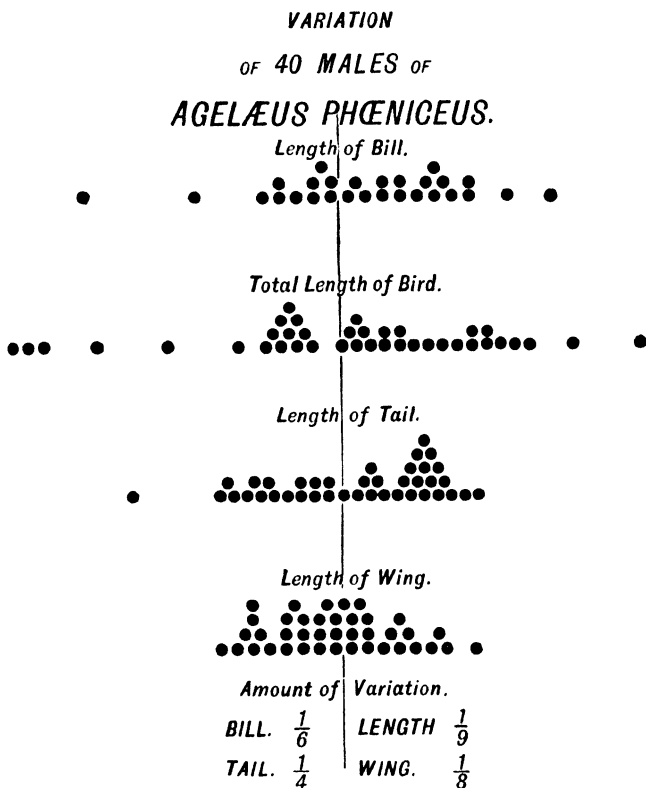 VARIATION
OF 40 MALES OF
AGELÆUS PHŒNICEUS.
Length of Bill.
Total Length of Bird.
Length of Tail.
Length of Wing.
Amount of Variation.
BILL. 1/6 LENGTH 1/9
TAIL. 1/4 WING. 1/8